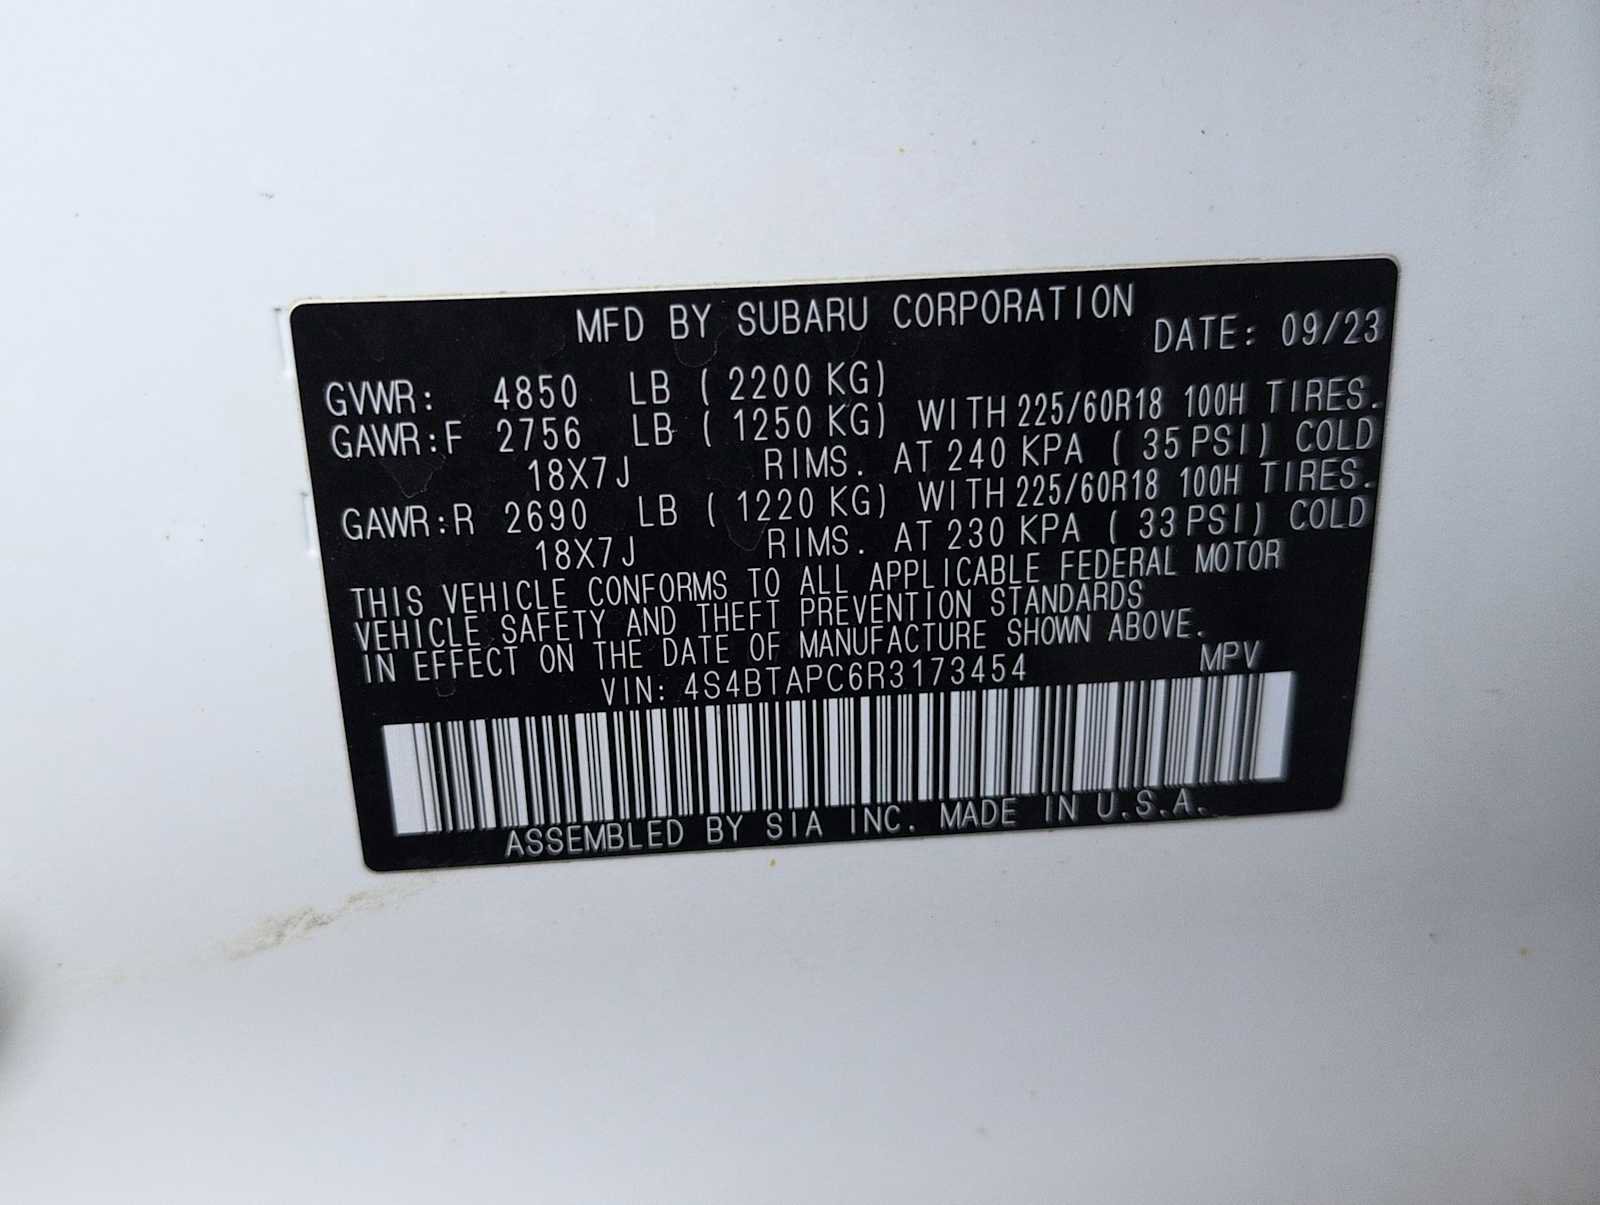 MFD BY SUBARU CORPORATION
DATE: 09/23
GVWR: 4850 LB ( 2200 KG)
GAWR:F 2756 LB ( 1250 KG) WITH 225/60R18 100H TIRES.
18X7J RIMS. AT 240 KPA ( 35 PSI) COLD
GAWR:R 2690 LB ( 1220 KG) WITH 225/60R18 100H TIRES.
18X7J RIMS. AT 230 KPA ( 33 PSI) COLD
THIS VEHICLE CONFORMS TO ALL APPLICABLE FEDERAL MOTOR
VEHICLE SAFETY AND THEFT PREVENTION STANDARDS
IN EFFECT ON THE DATE OF MANUFACTURE SHOWN ABOVE.
VIN: 4S4BTAPC6R3173454 MPV
ASSEMBLED BY SIA INC. MADE IN U.S.A.